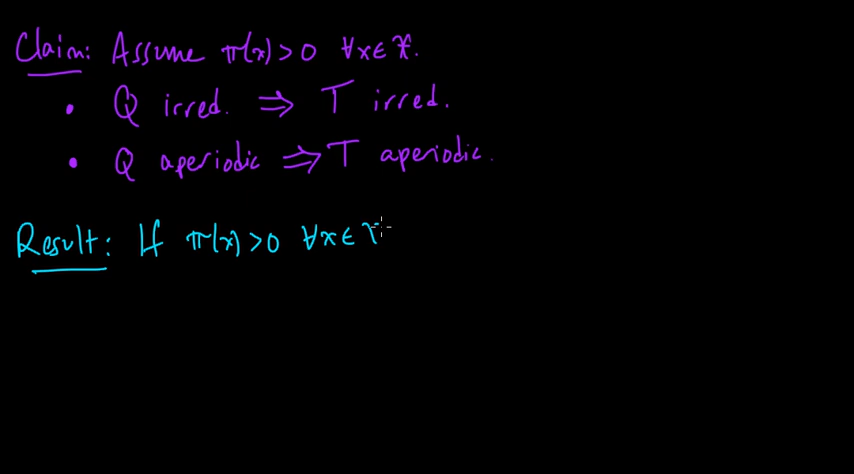 Claim: Assume π(x) > 0 ∀x ∈ 𝒳.
• Q irred. ⇒ T irred.
• Q aperiodic ⇒ T aperiodic.
Result: If π(x) > 0 ∀x ∈